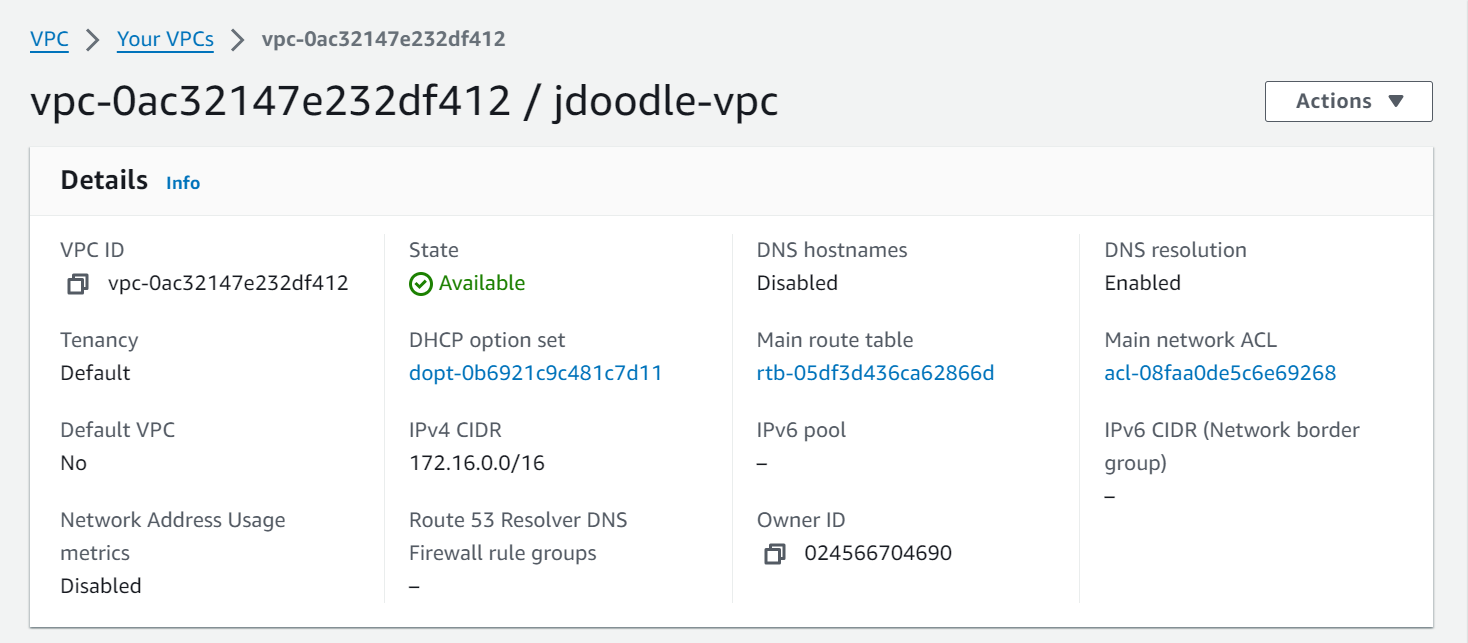 VPC > Your VPCs > vpc-0ac32147e232df412
vpc-0ac32147e232df412 / jdoodle-vpc
Actions ▼
Details Info
VPC ID
vpc-0ac32147e232df412
State
Available
DNS hostnames
Disabled
DNS resolution
Enabled
Tenancy
Default
DHCP option set
dopt-0b6921c9c481c7d11
Main route table
rtb-05df3d436ca62866d
Main network ACL
acl-08faa0de5c6e69268
Default VPC
No
IPv4 CIDR
172.16.0.0/16
IPv6 pool
–
IPv6 CIDR (Network border
group)
–
Network Address Usage
metrics
Disabled
Route 53 Resolver DNS
Firewall rule groups
–
Owner ID
024566704690